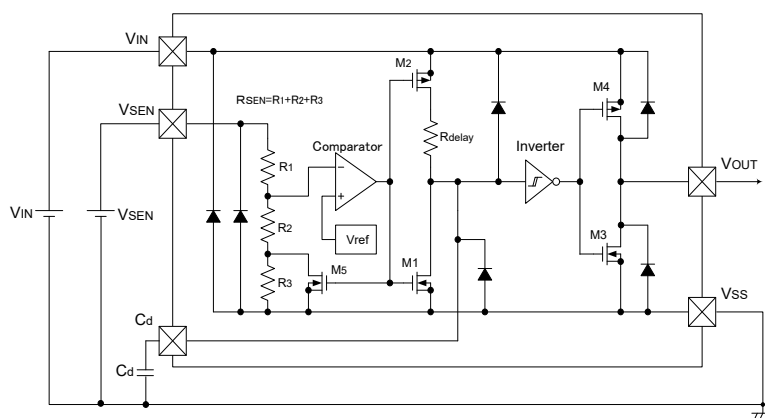 VIN
M2
M4
RSEN=R1+R2+R3
VSEN
Rdelay
Comparator
Inverter
R1
−
+
VOUT
VIN
VSEN
R2
Vref
M3
M5
M1
R3
VSS
Cd
Cd